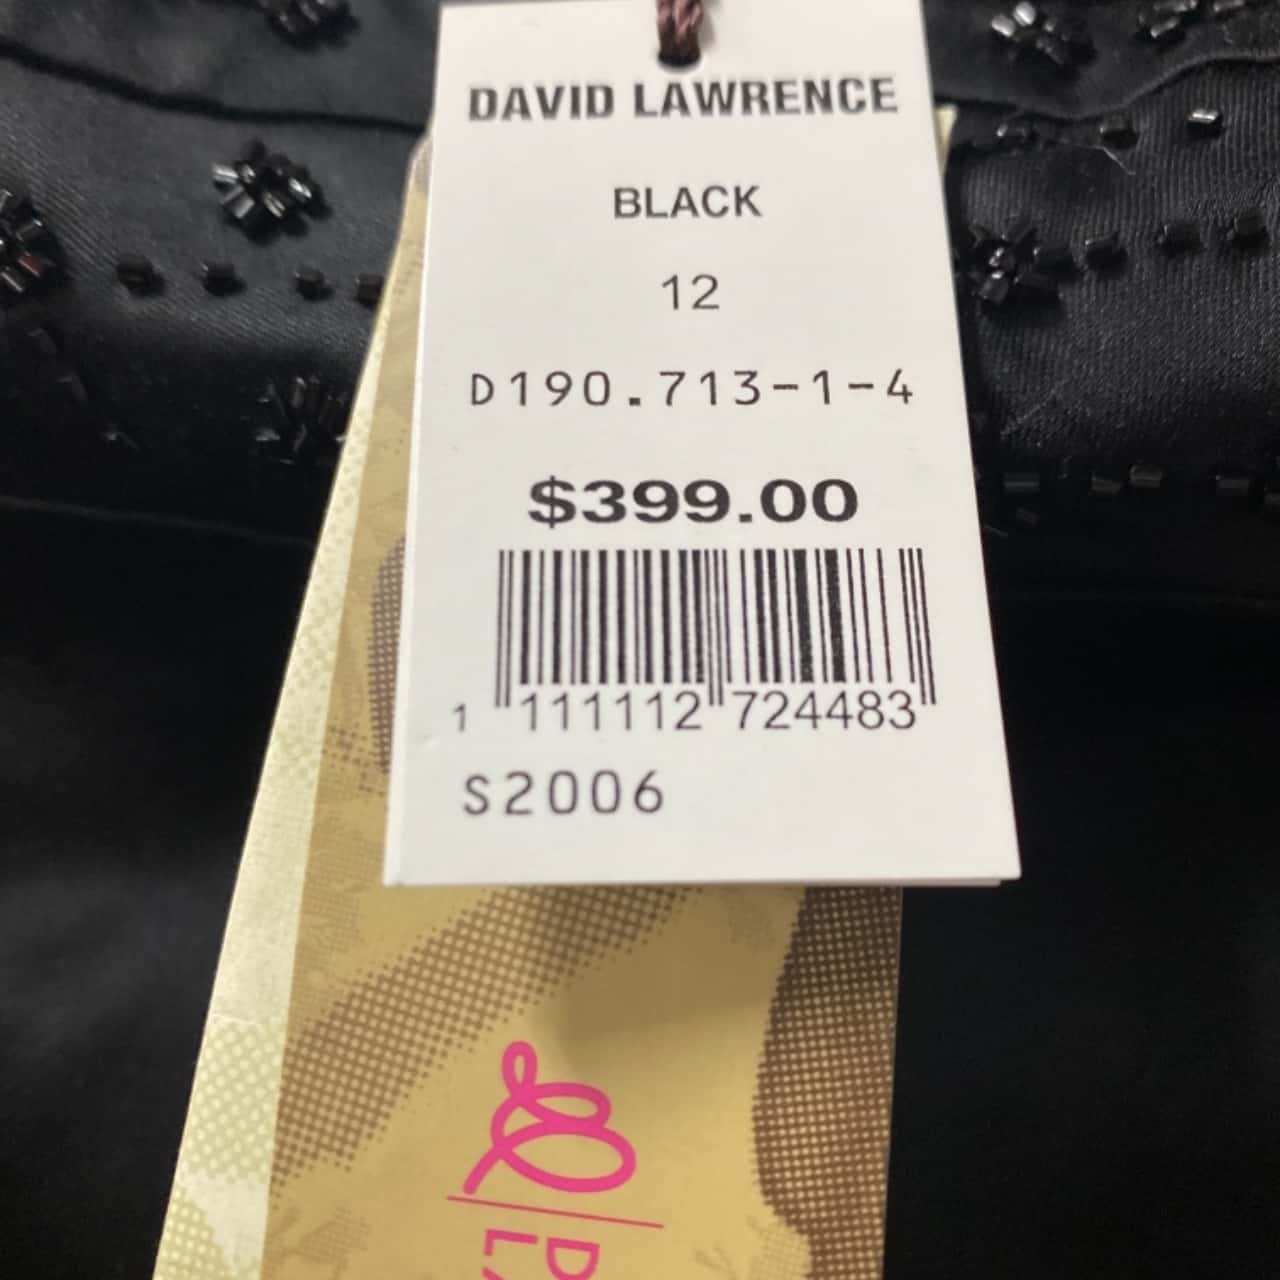 DAVID LAWRENCE
BLACK
12
D190.713-1-4
$399.00
1 111112 724483
S2006